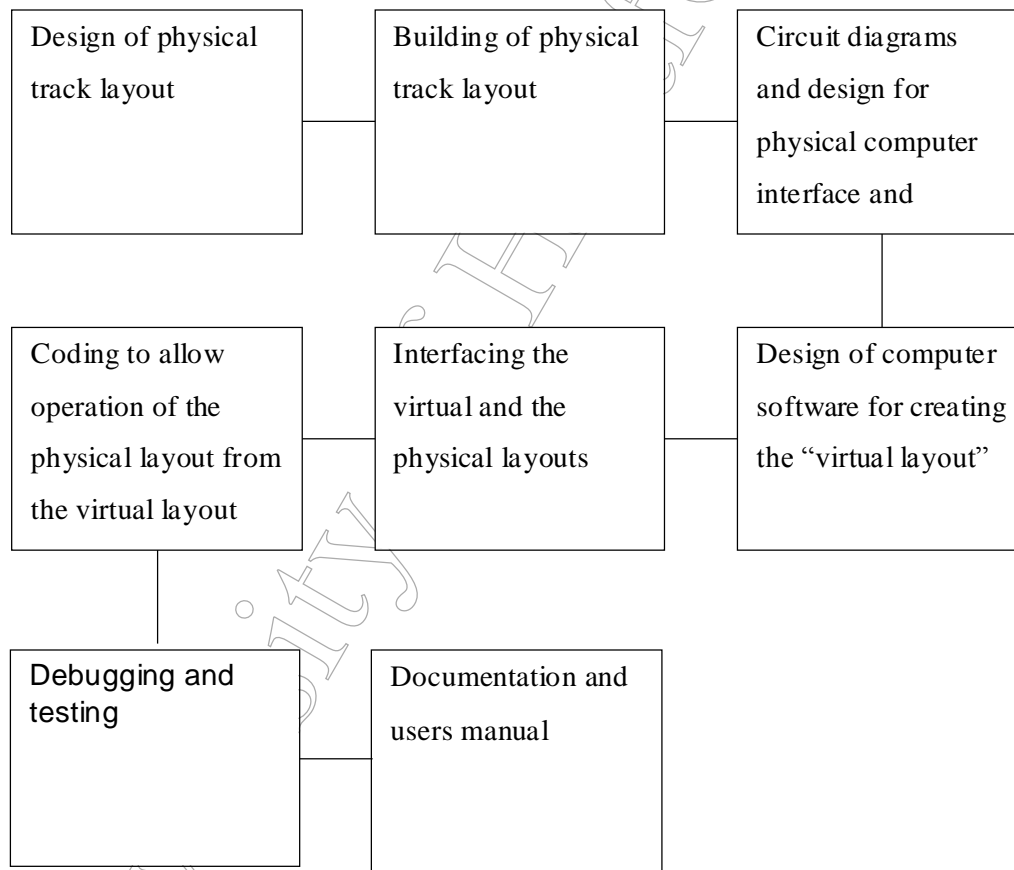 Design of physical
track layout
Building of physical
track layout
Circuit diagrams
and design for
physical computer
interface and
Coding to allow
operation of the
physical layout from
the virtual layout
Interfacing the
virtual and the
physical layouts
Design of computer
software for creating
the “virtual layout”
Debugging and
testing
Documentation and
users manual